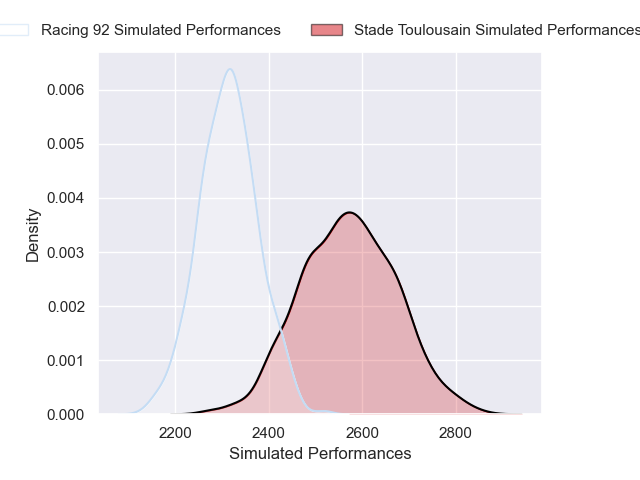 Racing 92 Simulated Performances
Stade Toulousain Simulated Performances
0.006
0.005
0.004
0.003
0.002
0.001
0.000
Density
2200
2400
2600
2800
Simulated Performances